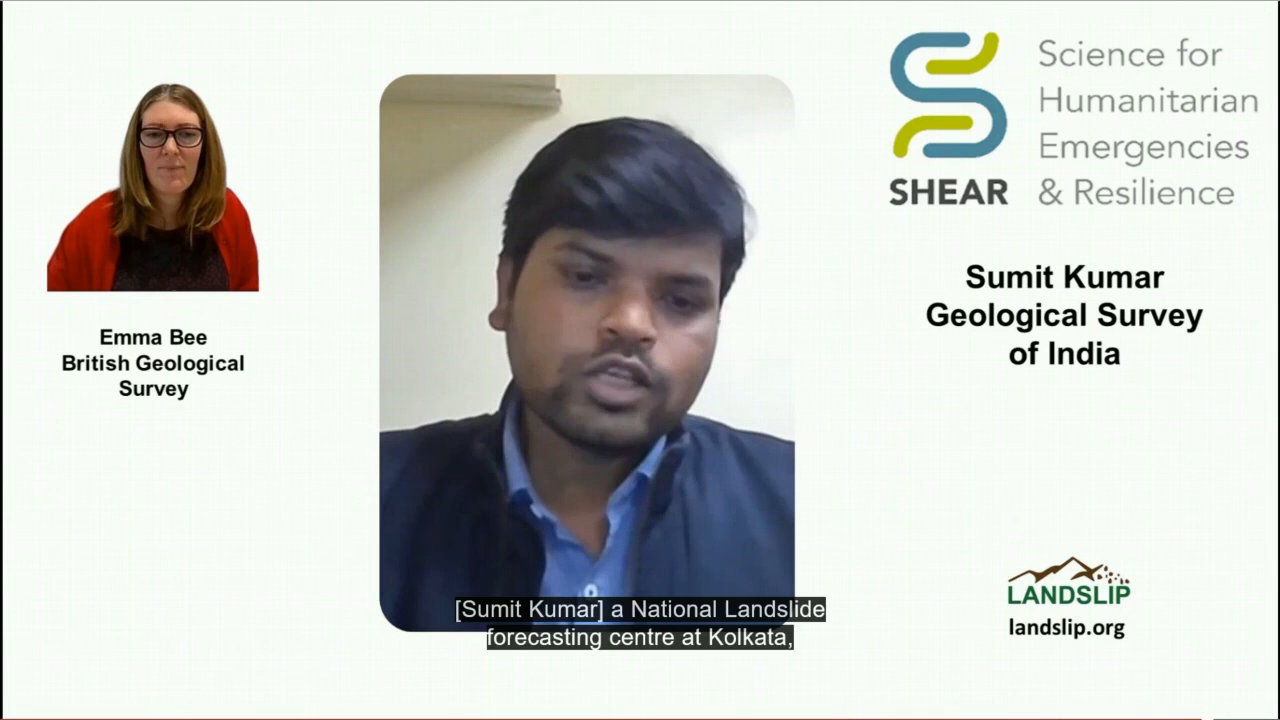 Emma Bee
British Geological
Survey
[Sumit Kumar] a National Landslide
forecasting centre at Kolkata,
SHEAR
Science for
Humanitarian
Emergencies
& Resilience
Sumit Kumar
Geological Survey
of India
LANDSLIP
landslip.org